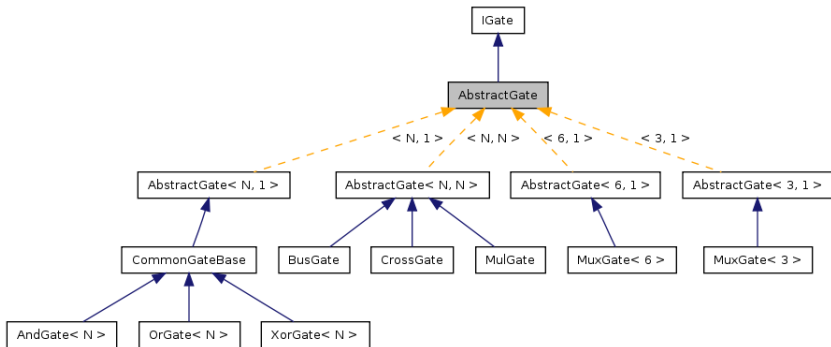 IGate
AbstractGate
< N, 1 >
< N, N >
< 6, 1 >
< 3, 1 >
AbstractGate< N, 1 >
AbstractGate< N, N >
AbstractGate< 6, 1 >
AbstractGate< 3, 1 >
CommonGateBase
BusGate
CrossGate
MulGate
MuxGate< 6 >
MuxGate< 3 >
AndGate< N >
OrGate< N >
XorGate< N >